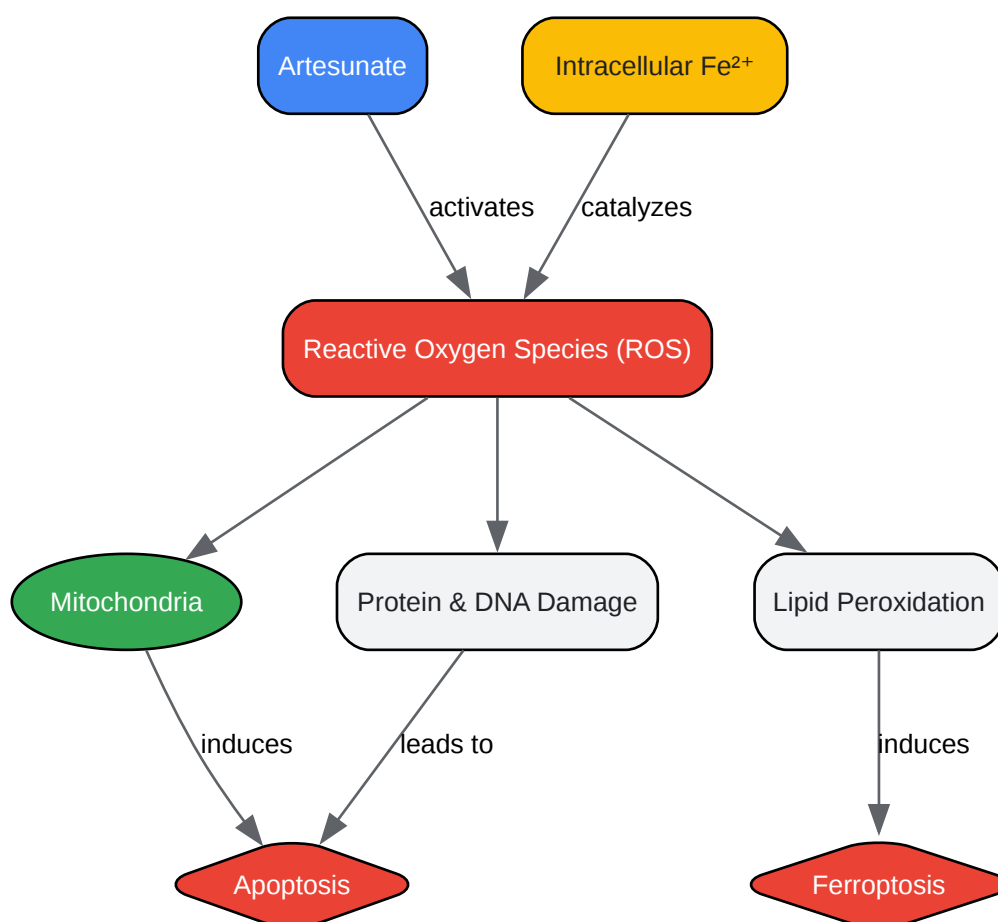 Artesunate
Intracellular Fe²⁺
activates
catalyzes
Reactive Oxygen Species (ROS)
Mitochondria
Protein & DNA Damage
Lipid Peroxidation
induces
leads to
induces
Apoptosis
Ferroptosis